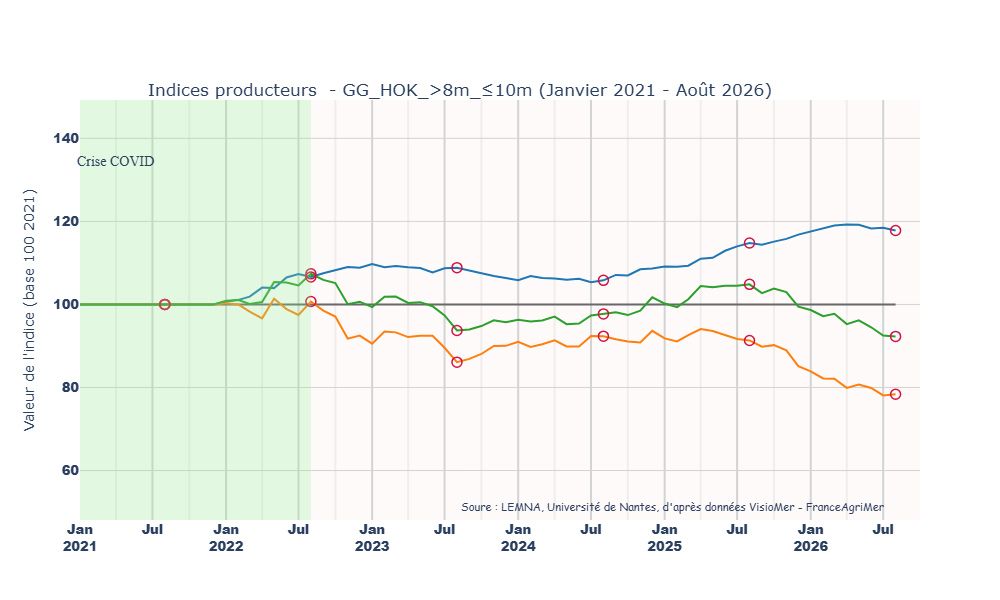 Indices producteurs - GG_HOK_>8m_≤10m (Janvier 2021 - Août 2026)
Valeur de l'indice (base 100 2021)
140
120
100
80
60
Crise COVID
Soure : LEMNA, Université de Nantes, d'après données VisioMer - FranceAgriMer
Jan Jul Jan Jul Jan Jul Jan Jul Jan Jul Jan Jul
2021 2022 2023 2024 2025 2026